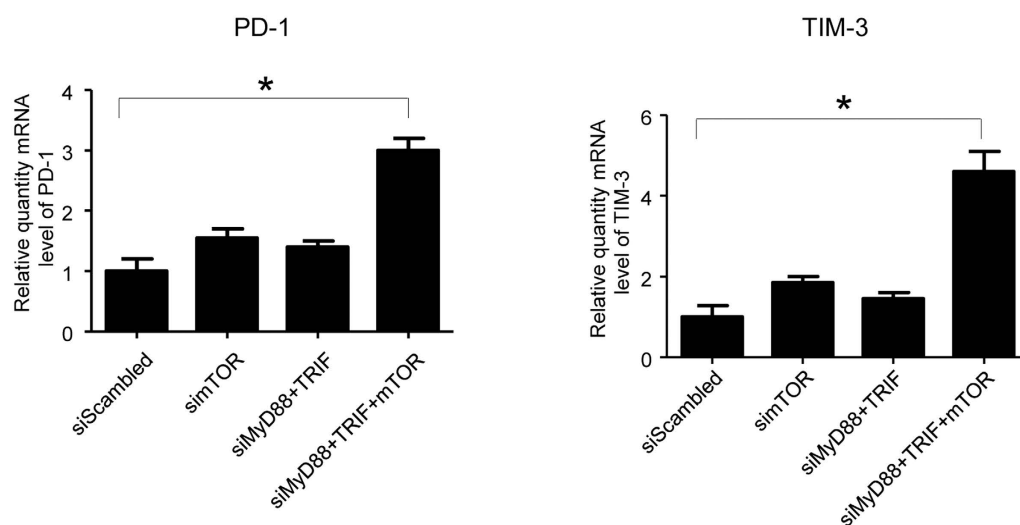 PD-1
Relative quantity mRNA
level of PD-1
4
3
2
1
0
*
siScambled
simTOR
siMyD88+TRIF
siMyD88+TRIF+mTOR
TIM-3
Relative quantity mRNA
level of TIM-3
6
4
2
0
*
siScambled
simTOR
siMyD88+TRIF
siMyD88+TRIF+mTOR